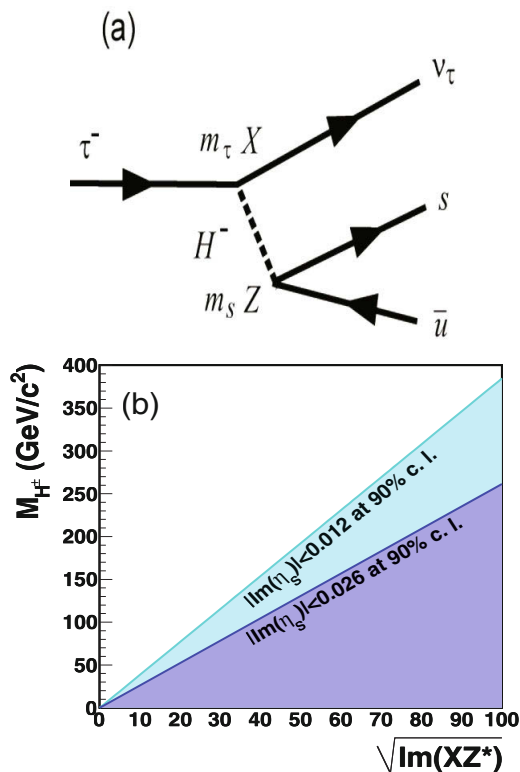 (a)
ν_τ
τ⁻
m_τ X
s
H⁻
m_s Z
ū
(b)
M_H± (GeV/c²)
400
350
300
250
200
150
100
50
0
|Im(η_s)|<0.012 at 90% c. l.
|Im(η_s)|<0.026 at 90% c. l.
0 10 20 30 40 50 60 70 80 90 100
√Im(XZ*)